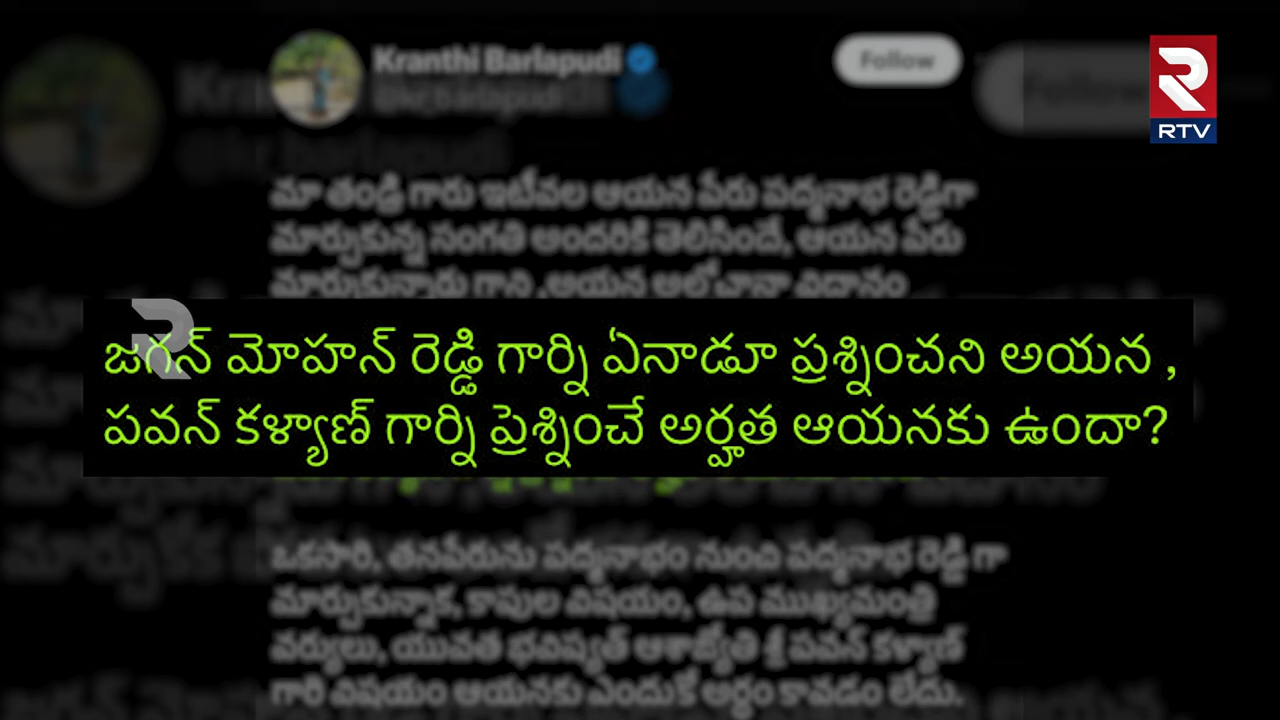 Kranthi Barlapudi
Follow
RTV
మా తండ్రి గారు ఇటీవల ఆయన పేరు పద్మనాభ రెడ్డిగా
మార్చుకున్న సంగతి అందరికీ తెలిసిందే, ఆయన పేరు
మార్చుకున్నారు గాని ,ఆయన
జగన్ మోహన్ రెడ్డి గార్ని ఏనాడూ ప్రశ్నించని అయన ,
పవన్ కళ్యాణ్ గార్ని ప్రెశ్నించే అర్హత ఆయనకు ఉందా?
ఒకసారి, తనపేరును పద్మనాభం నుంచి పద్మనాభ రెడ్డి గా
మార్చుకున్నాక, కాపుల విషయం, ఉప ముఖ్యమంత్రి
వర్యులు, యువత భవిష్యత్ ఆశాజ్యోతి శ్రీ పవన్ కళ్యాణ్
గారి విషయం ఆయనకు ఎందుకో అర్థం కావడం లేదు.